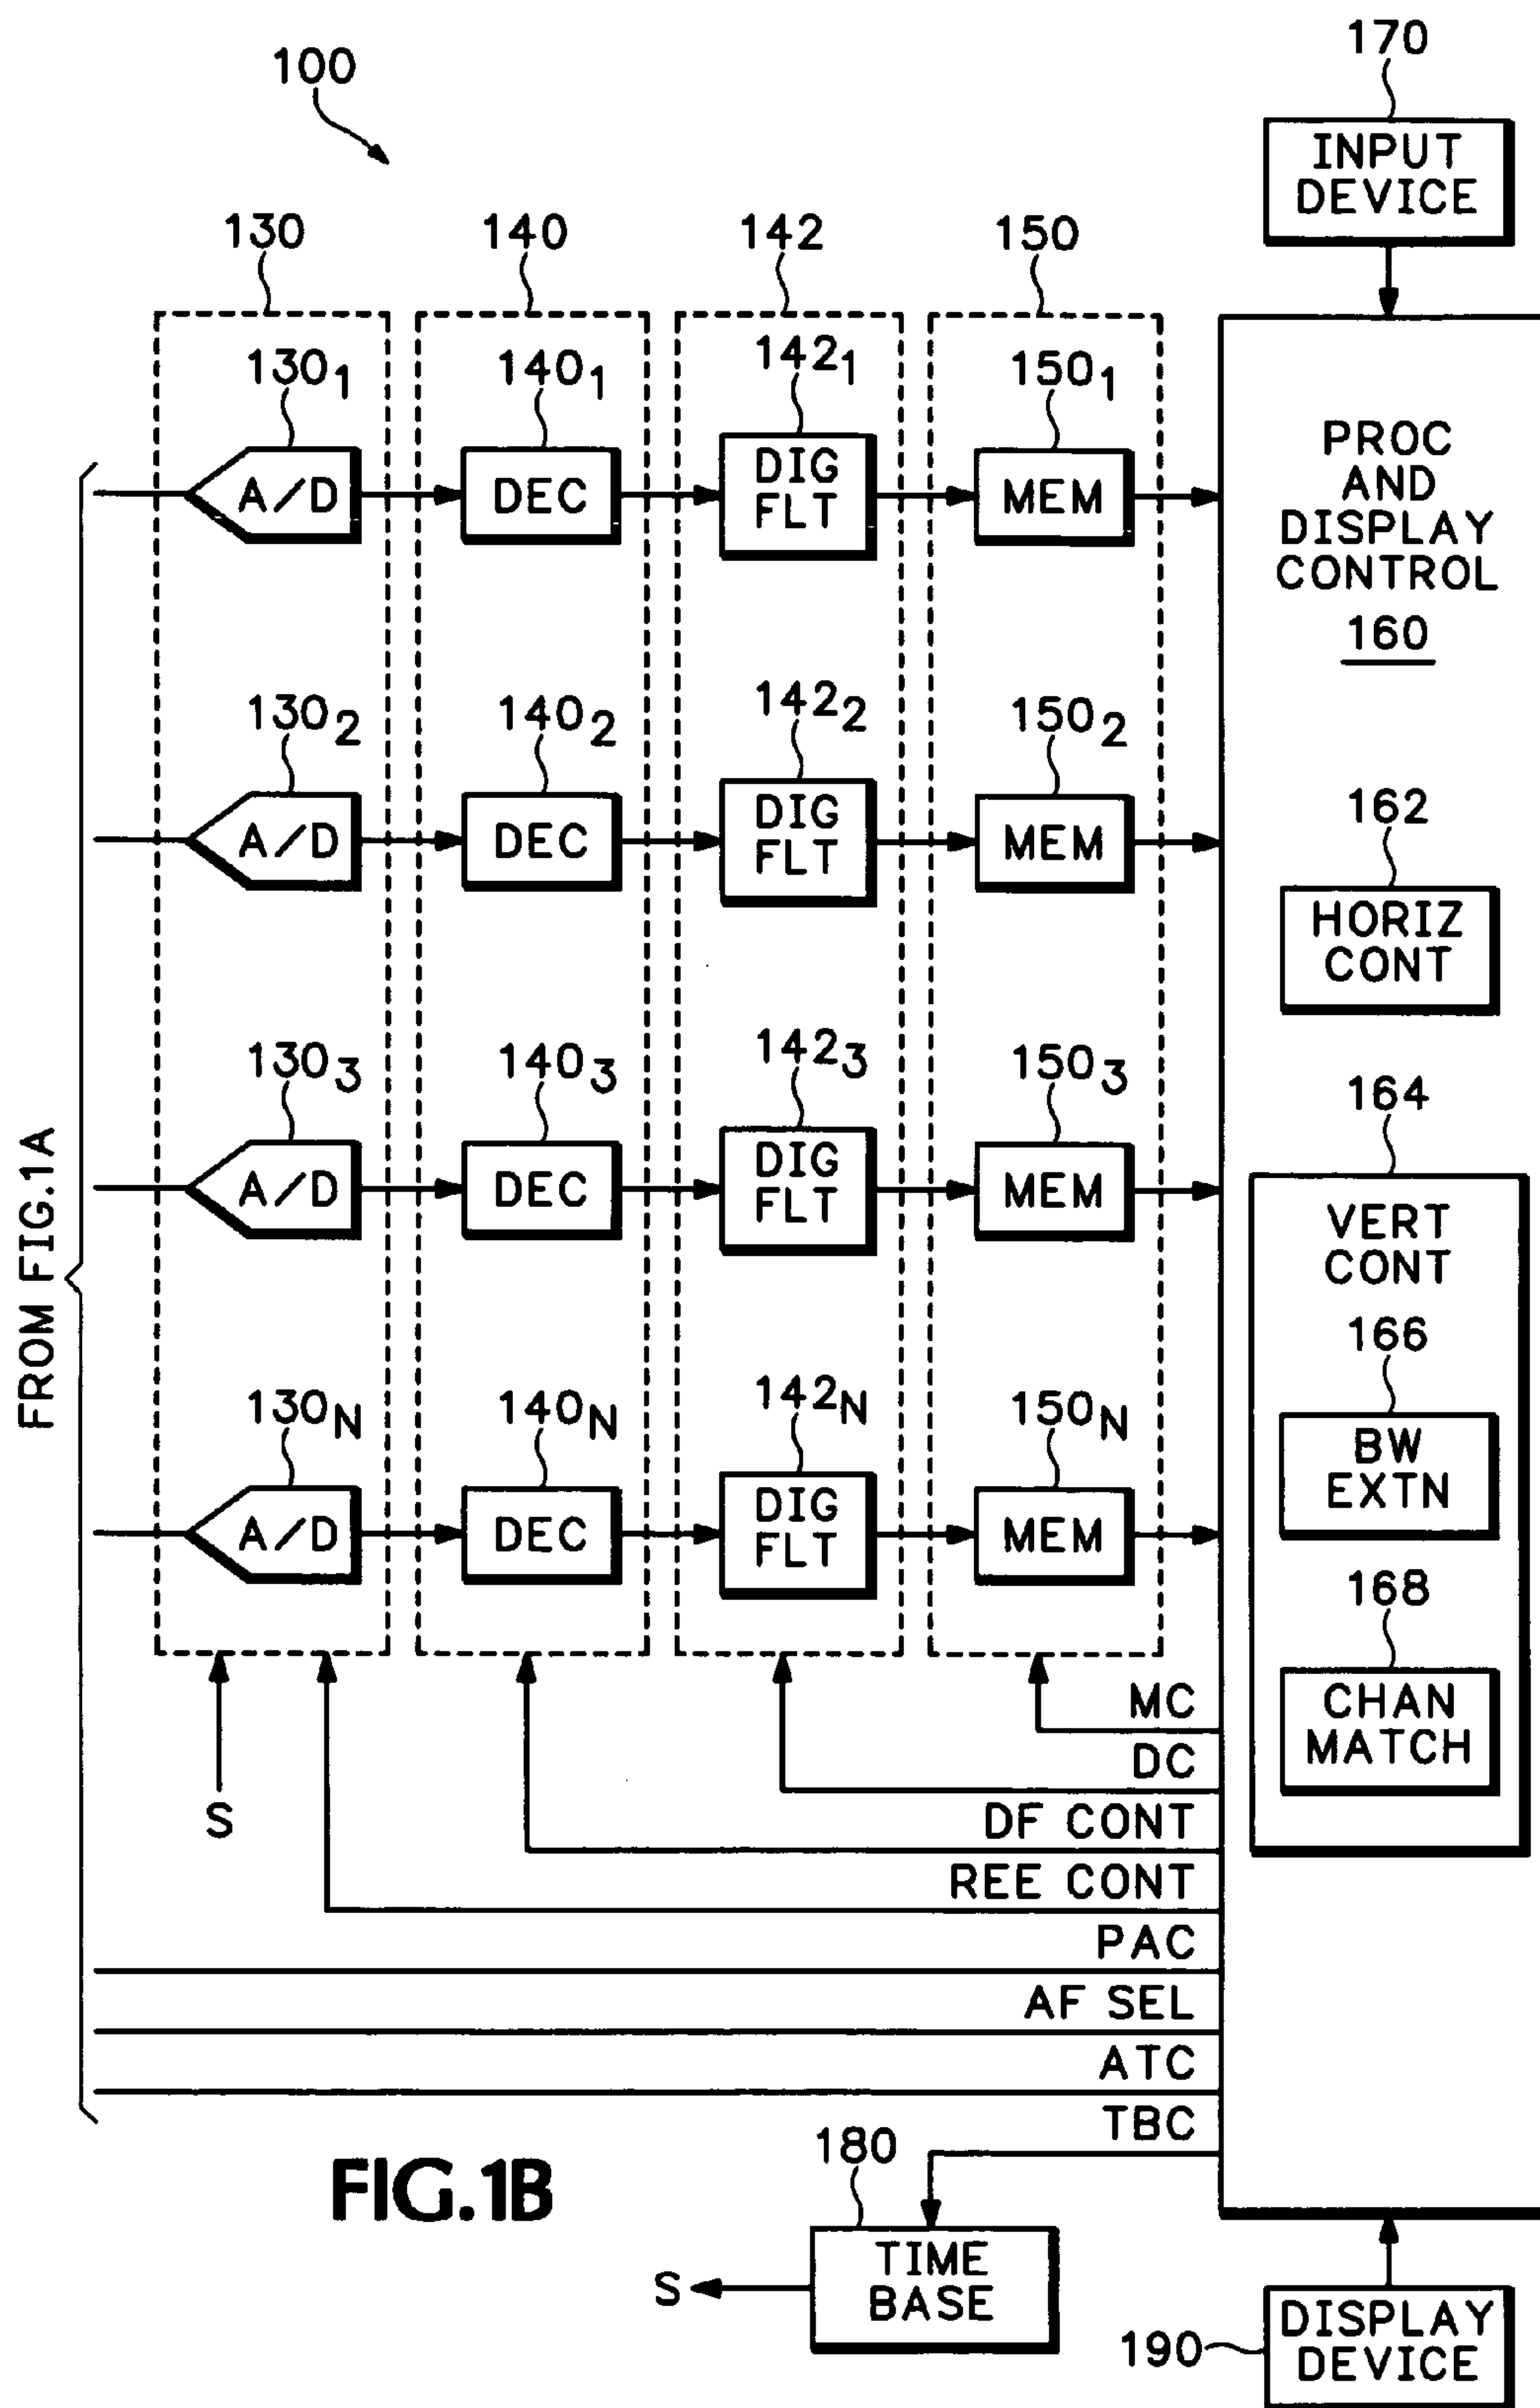 100
170
INPUT
DEVICE
130
140
142
150
130₁
140₁
142₁
150₁
A/D
DEC
DIG
FLT
MEM
PROC
AND
DISPLAY
CONTROL
160
130₂
140₂
142₂
150₂
A/D
DEC
DIG
FLT
MEM
162
HORIZ
CONT
130₃
140₃
142₃
150₃
A/D
DEC
DIG
FLT
MEM
164
VERT
CONT
FROM FIG.1A
130N
140N
142N
150N
A/D
DEC
DIG
FLT
MEM
166
BW
EXTN
168
CHAN
MATCH
S
MC
DC
DF CONT
REE CONT
PAC
AF SEL
ATC
TBC
FIG.1B
180
TIME
BASE
S
190
DISPLAY
DEVICE